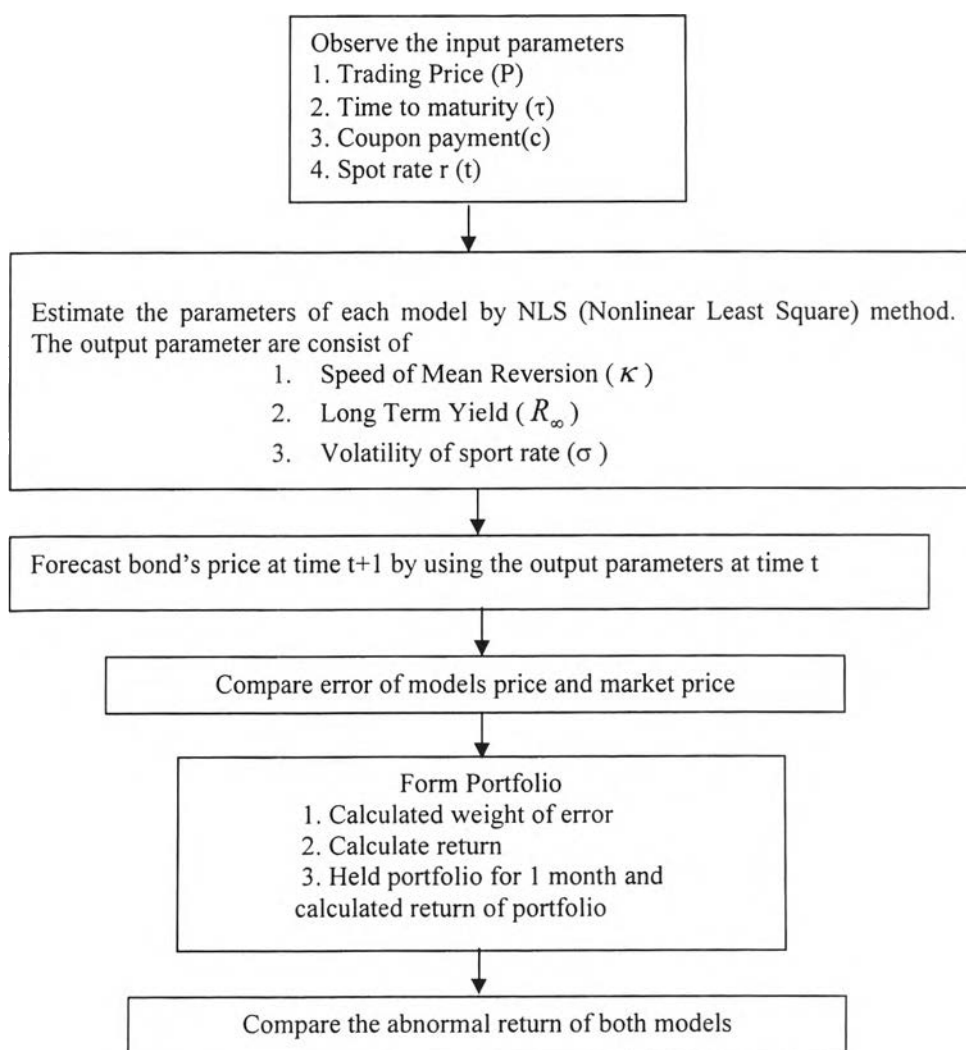 Observe the input parameters
1. Trading Price (P)
2. Time to maturity (τ)
3. Coupon payment(c)
4. Spot rate r (t)
Estimate the parameters of each model by NLS (Nonlinear Least Square) method.
The output parameter are consist of
1. Speed of Mean Reversion ( κ )
2. Long Term Yield ( R∞ )
3. Volatility of sport rate (σ )
Forecast bond's price at time t+1 by using the output parameters at time t
Compare error of models price and market price
Form Portfolio
1. Calculated weight of error
2. Calculate return
3. Held portfolio for 1 month and
calculated return of portfolio
Compare the abnormal return of both models